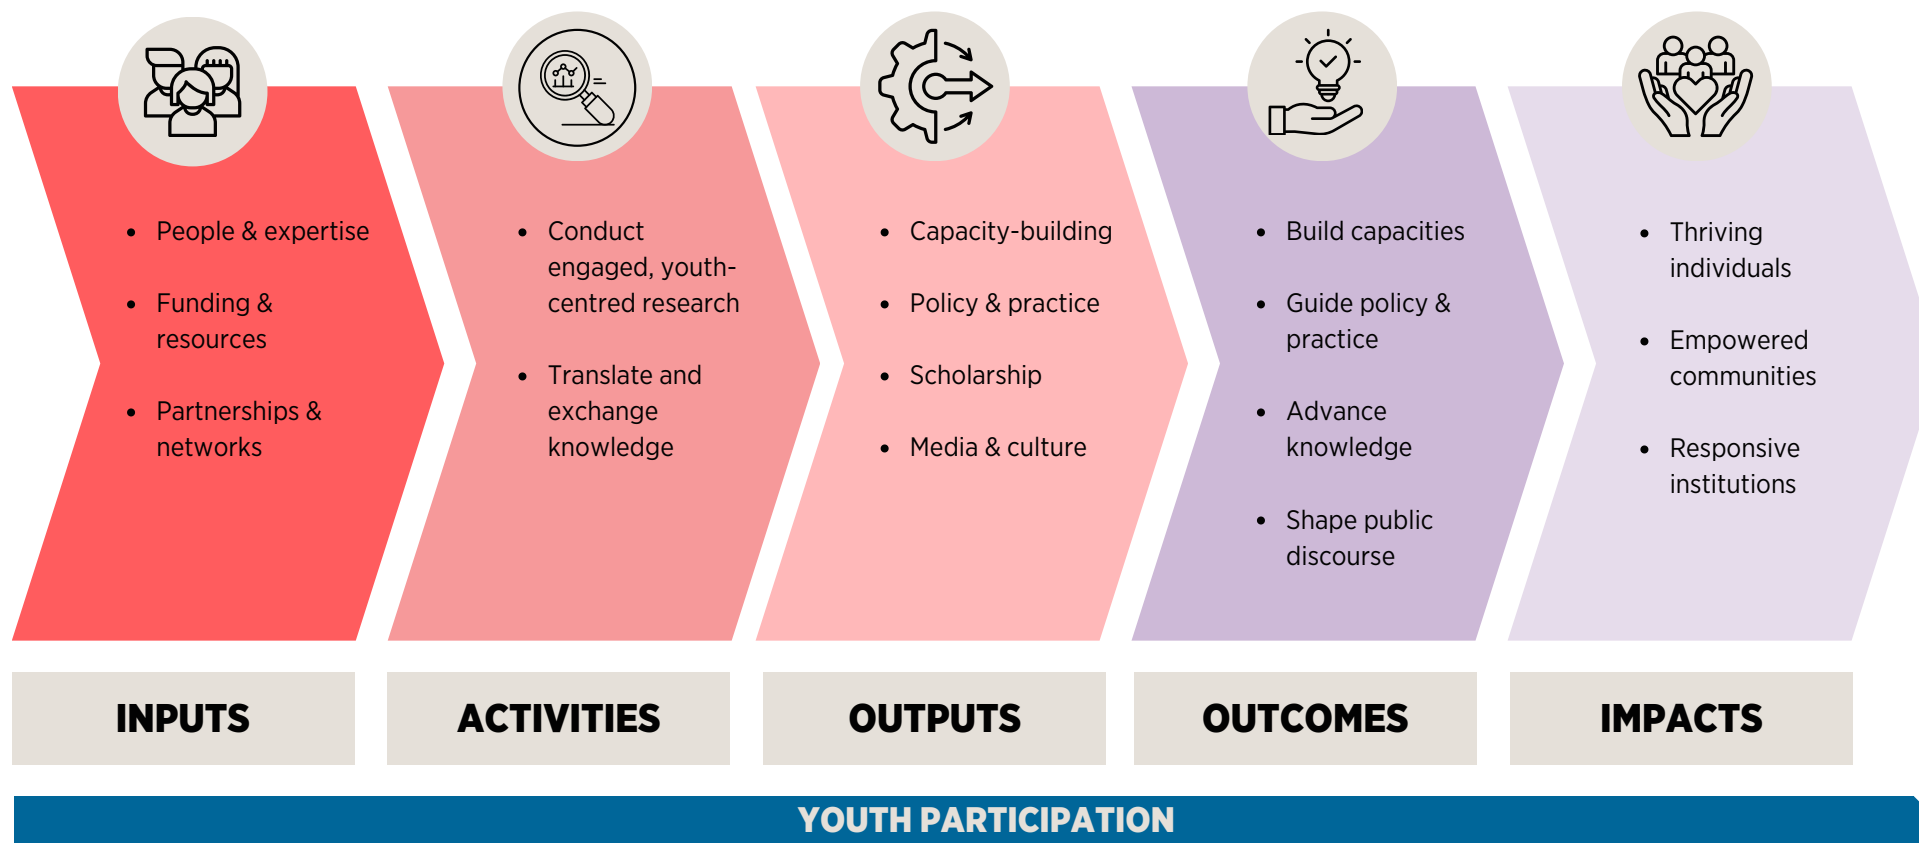 • People & expertise
• Funding &
resources
• Partnerships &
networks
• Conduct
engaged, youth-
centred research
• Translate and
exchange
knowledge
• Capacity-building
• Policy & practice
• Scholarship
• Media & culture
• Build capacities
• Guide policy &
practice
• Advance
knowledge
• Shape public
discourse
• Thriving
individuals
• Empowered
communities
• Responsive
institutions
INPUTS
ACTIVITIES
OUTPUTS
OUTCOMES
IMPACTS
YOUTH PARTICIPATION